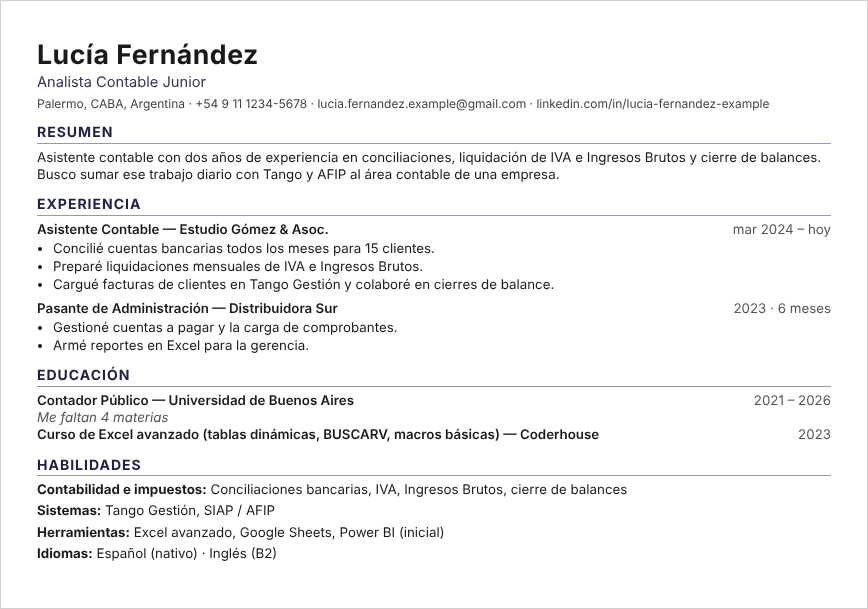 Lucía Fernández
Analista Contable Junior
Palermo, CABA, Argentina · +54 9 11 1234-5678 · lucia.fernandez.example@gmail.com · linkedin.com/in/lucia-fernandez-example
RESUMEN
Asistente contable con dos años de experiencia en conciliaciones, liquidación de IVA e Ingresos Brutos y cierre de balances.
Busco sumar ese trabajo diario con Tango y AFIP al área contable de una empresa.
EXPERIENCIA
Asistente Contable — Estudio Gómez & Asoc. mar 2024 – hoy
• Concilié cuentas bancarias todos los meses para 15 clientes.
• Preparé liquidaciones mensuales de IVA e Ingresos Brutos.
• Cargué facturas de clientes en Tango Gestión y colaboré en cierres de balance.
Pasante de Administración — Distribuidora Sur 2023 · 6 meses
• Gestioné cuentas a pagar y la carga de comprobantes.
• Armé reportes en Excel para la gerencia.
EDUCACIÓN
Contador Público — Universidad de Buenos Aires 2021 – 2026
Me faltan 4 materias
Curso de Excel avanzado (tablas dinámicas, BUSCARV, macros básicas) — Coderhouse 2023
HABILIDADES
Contabilidad e impuestos: Conciliaciones bancarias, IVA, Ingresos Brutos, cierre de balances
Sistemas: Tango Gestión, SIAP / AFIP
Herramientas: Excel avanzado, Google Sheets, Power BI (inicial)
Idiomas: Español (nativo) · Inglés (B2)